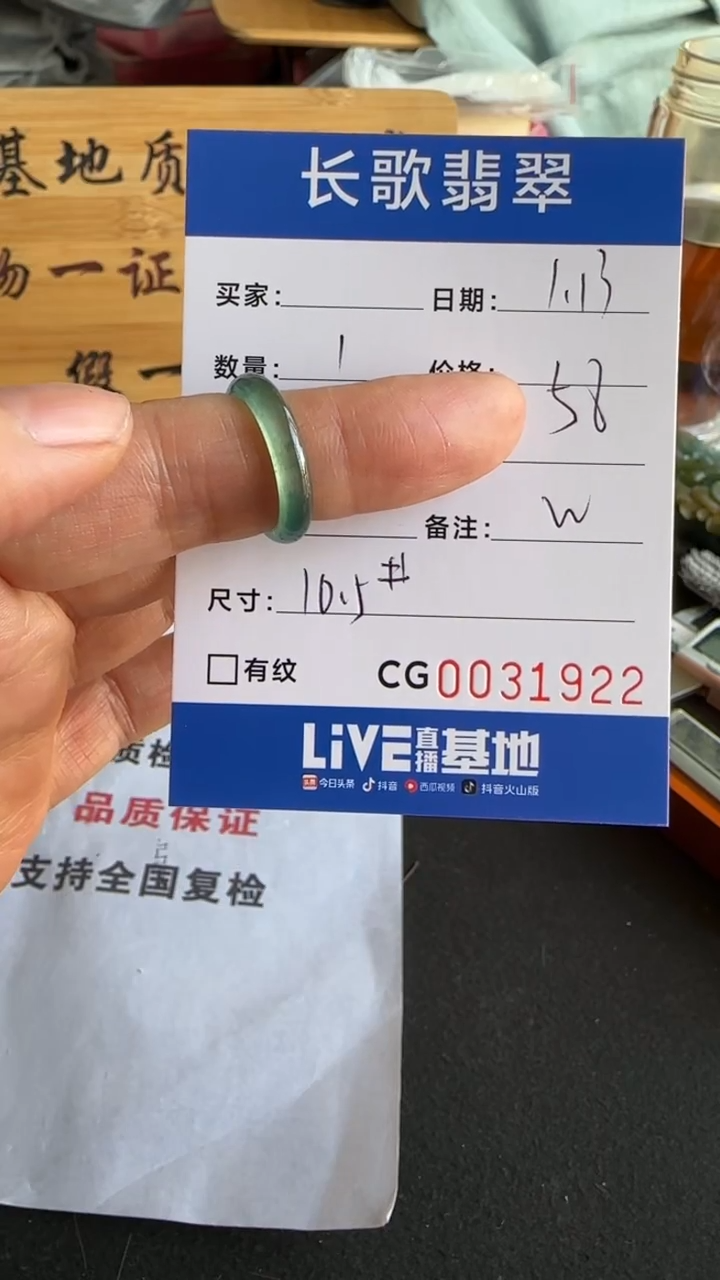 基地质
物一证
假一
长歌翡翠
买家: 日期: 1.13
数量: 1 价格: 58
备注: W
尺寸: 10.5#
□有纹 CG0031922
LiVE直播基地
头条 今日头条 抖音 西瓜视频 抖音火山版
质检
品质保证
支持全国复检